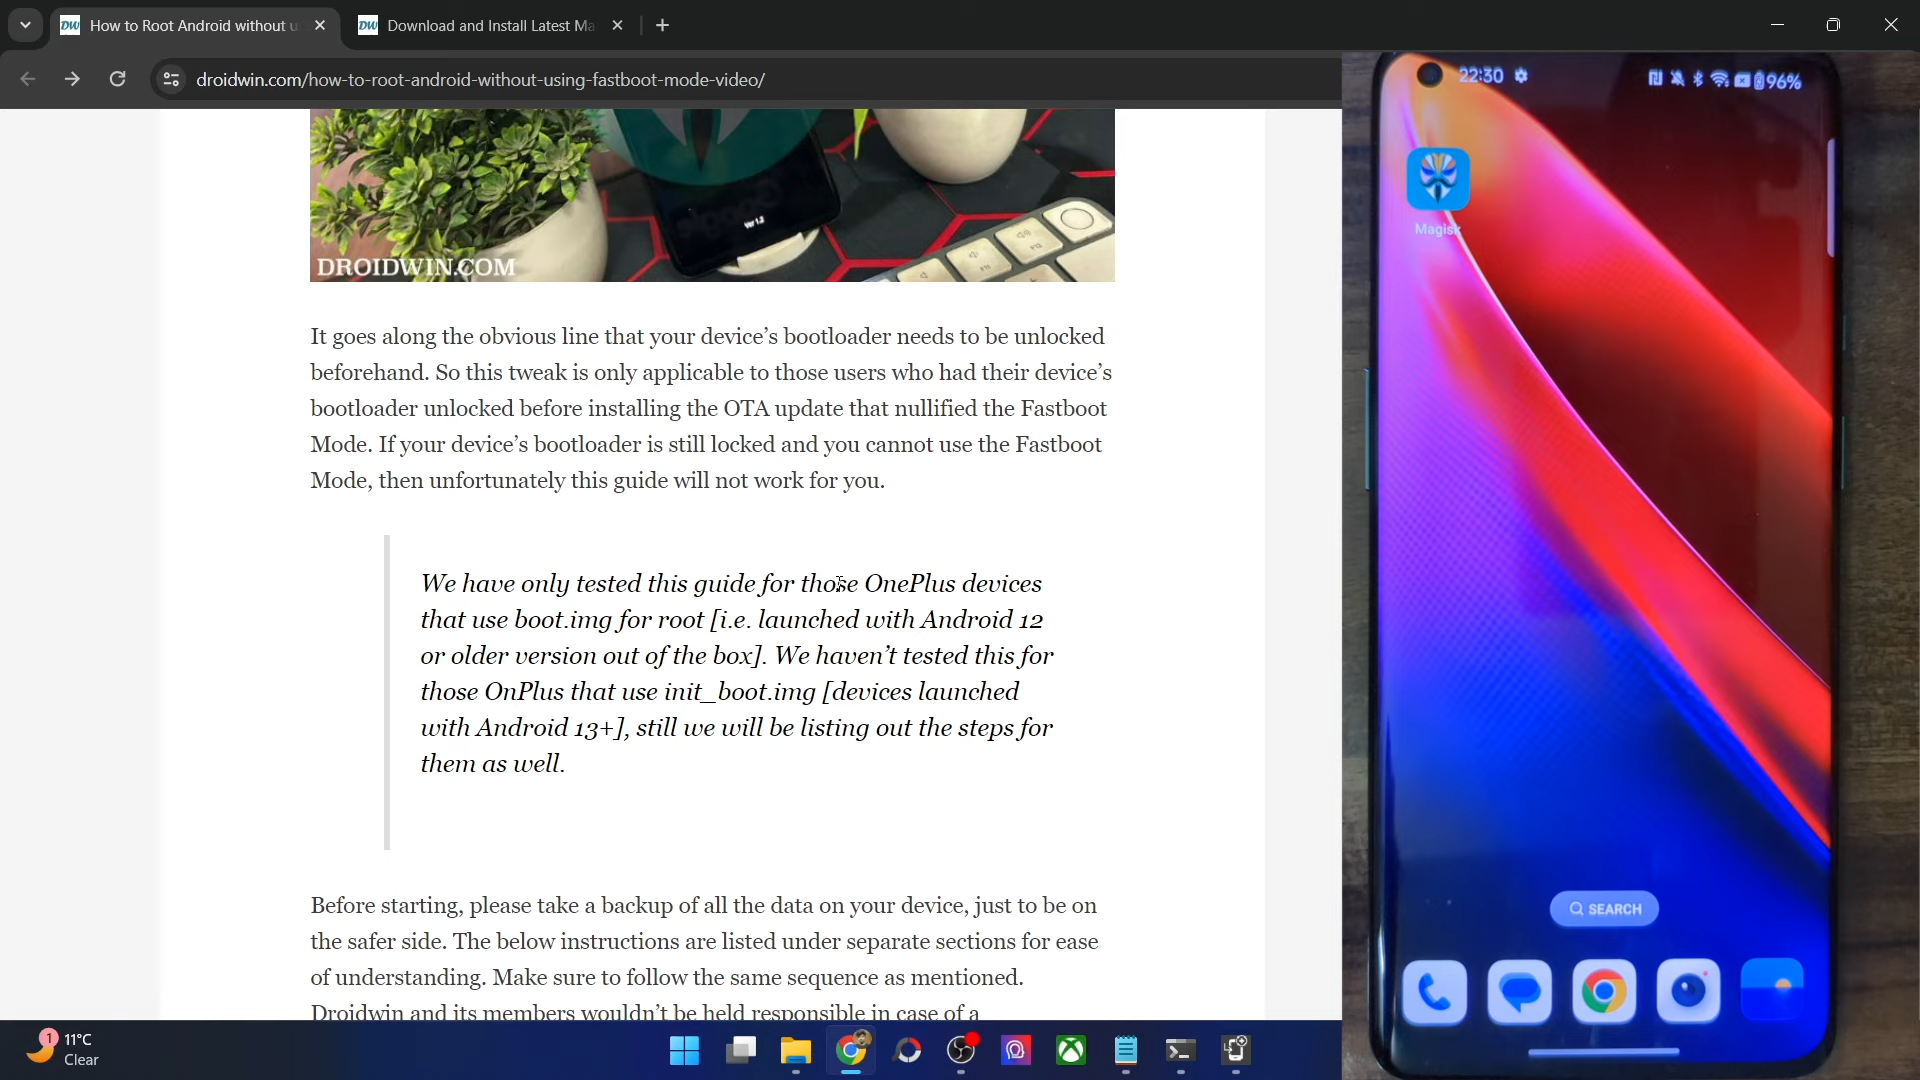 How to Root Android without u
Download and Install Latest Ma
droidwin.com/how-to-root-android-without-using-fastboot-mode-video/
Ver 1.2
DROIDWIN.COM
It goes along the obvious line that your device’s bootloader needs to be unlocked
beforehand. So this tweak is only applicable to those users who had their device’s
bootloader unlocked before installing the OTA update that nullified the Fastboot
Mode. If your device’s bootloader is still locked and you cannot use the Fastboot
Mode, then unfortunately this guide will not work for you.
We have only tested this guide for those OnePlus devices
that use boot.img for root [i.e. launched with Android 12
or older version out of the box]. We haven’t tested this for
those OnPlus that use init_boot.img [devices launched
with Android 13+], still we will be listing out the steps for
them as well.
Before starting, please take a backup of all the data on your device, just to be on
the safer side. The below instructions are listed under separate sections for ease
of understanding. Make sure to follow the same sequence as mentioned.
Droidwin and its members wouldn’t be held responsible in case of a
1
11°C
Clear
22:30
96%
Magisk
SEARCH